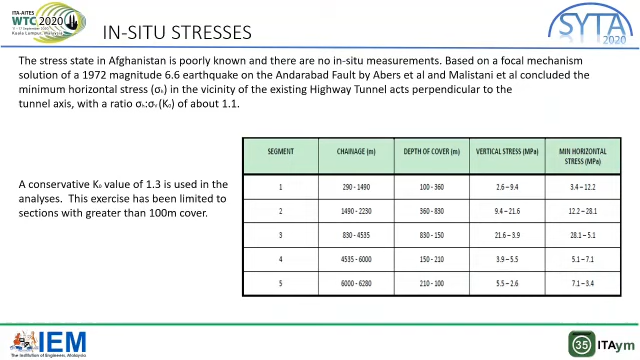 ITA-AITES
WTC 2020
11 - 17 September 2020
Kuala Lumpur, Malaysia
IN-SITU STRESSES
SYTA
2020
The stress state in Afghanistan is poorly known and there are no in-situ measurements. Based on a focal mechanism
solution of a 1972 magnitude 6.6 earthquake on the Andarabad Fault by Abers et al and Malistani et al concluded the
minimum horizontal stress (σₕ) in the vicinity of the existing Highway Tunnel acts perpendicular to the
tunnel axis, with a ratio σₕ:σᵥ(K₀) of about 1.1.
A conservative K₀ value of 1.3 is used in the
analyses. This exercise has been limited to
sections with greater than 100m cover.
SEGMENT CHAINAGE (m) DEPTH OF COVER (m) VERTICAL STRESS (MPa) MIN HORIZONTAL
STRESS (MPa)
1 290 - 1490 100 - 360 2.6 – 9.4 3.4 – 12.2
2 1490 - 2230 360 - 830 9.4 - 21.6 12.2 – 28.1
3 830 - 4535 830 - 150 21.6 – 3.9 28.1 – 5.1
4 4535 - 6000 150 - 210 3.9 – 5.5 5.1 – 7.1
5 6000 - 6280 210 - 100 5.5 – 2.6 7.1 – 3.4
IEM
The Institution of Engineers, Malaysia
35 ITAym